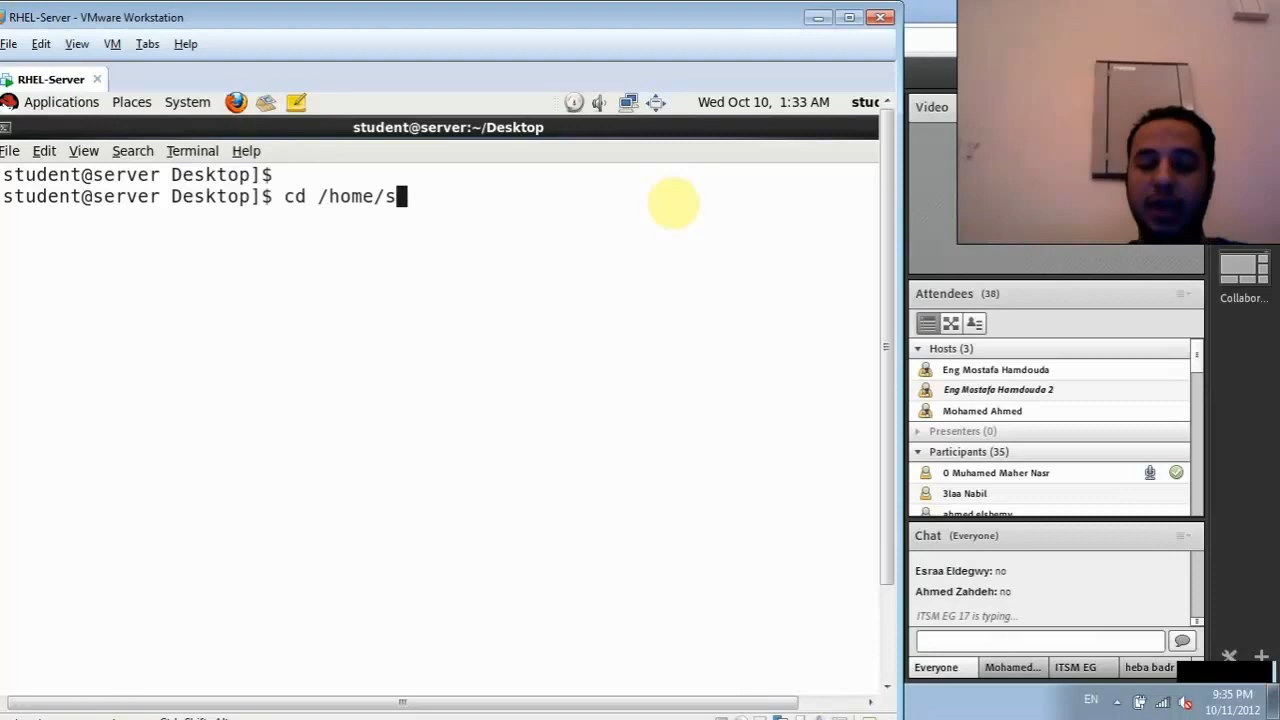 RHEL-Server - VMware Workstation
File Edit View VM Tabs Help
RHEL-Server
Applications Places System Wed Oct 10, 1:33 AM
student@server:~/Desktop
File Edit View Search Terminal Help
student@server Desktop]$
student@server Desktop]$ cd /home/s
Video
Attendees (38)
Collabor...
Hosts (3)
Eng Mostafa Hamdouda
Eng Mostafa Hamdouda 2
Mohamed Ahmed
Presenters (0)
Participants (35)
0 Muhamed Maher Nasr
3laa Nabil
ahmed elshemy
Chat (Everyone)
Esraa Eldegwy: no
Ahmed Zahdeh: no
ITSM EG 17 is typing...
Everyone Mohamed... ITSM EG heba badr
EN 9:35 PM
10/11/2012